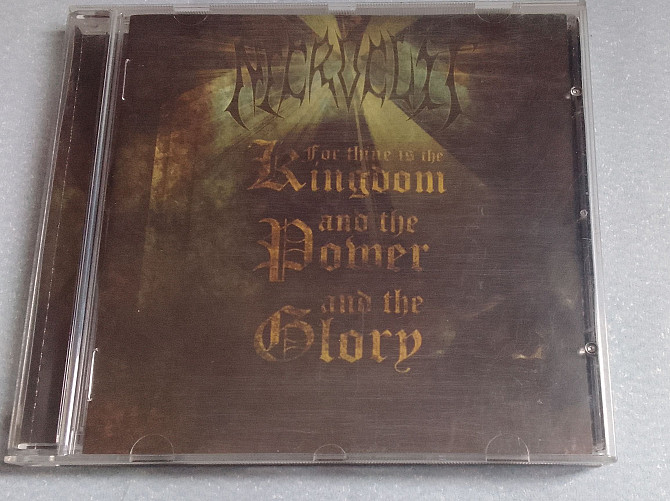 For thine is the
Kingdom
and the
Power
and the
Glory